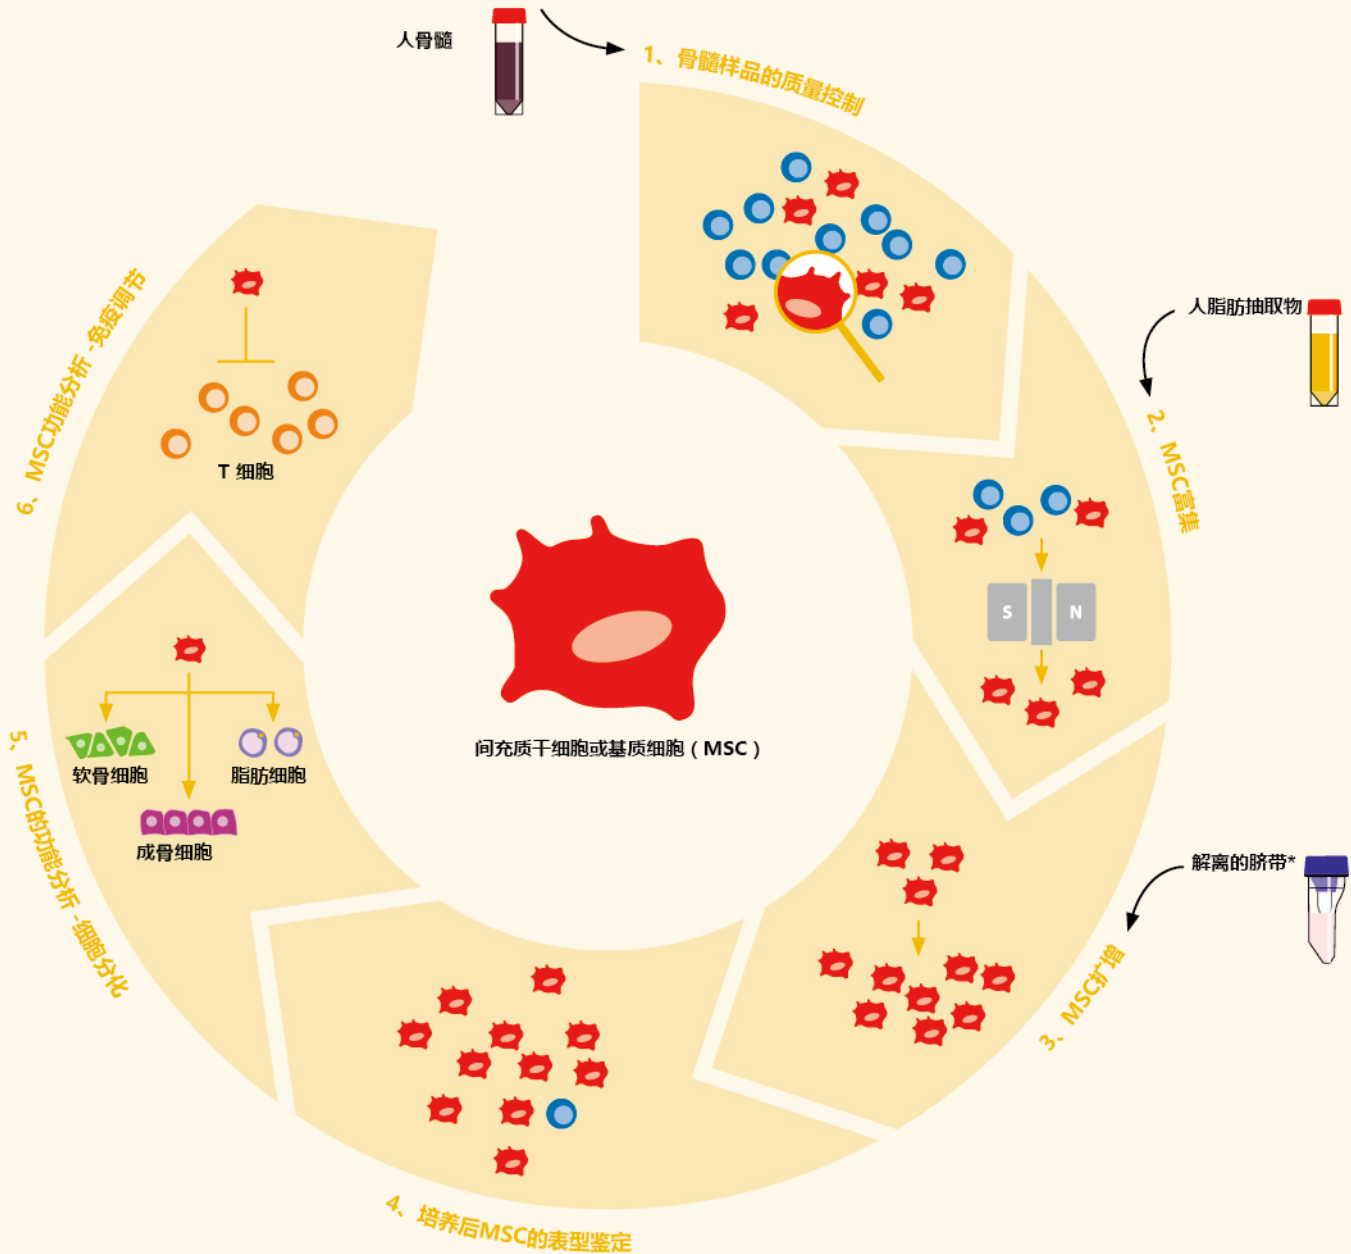 人骨髓
1、骨髓样品的质量控制
人脂肪抽取物
2、MSC富集
S
N
解离的脐带*
3、MSC扩增
4、培养后MSC的表型鉴定
5、MSC的功能分析 -细胞分化
软骨细胞
脂肪细胞
成骨细胞
6、MSC功能分析 -免疫调节
T 细胞
间充质干细胞或基质细胞（MSC）